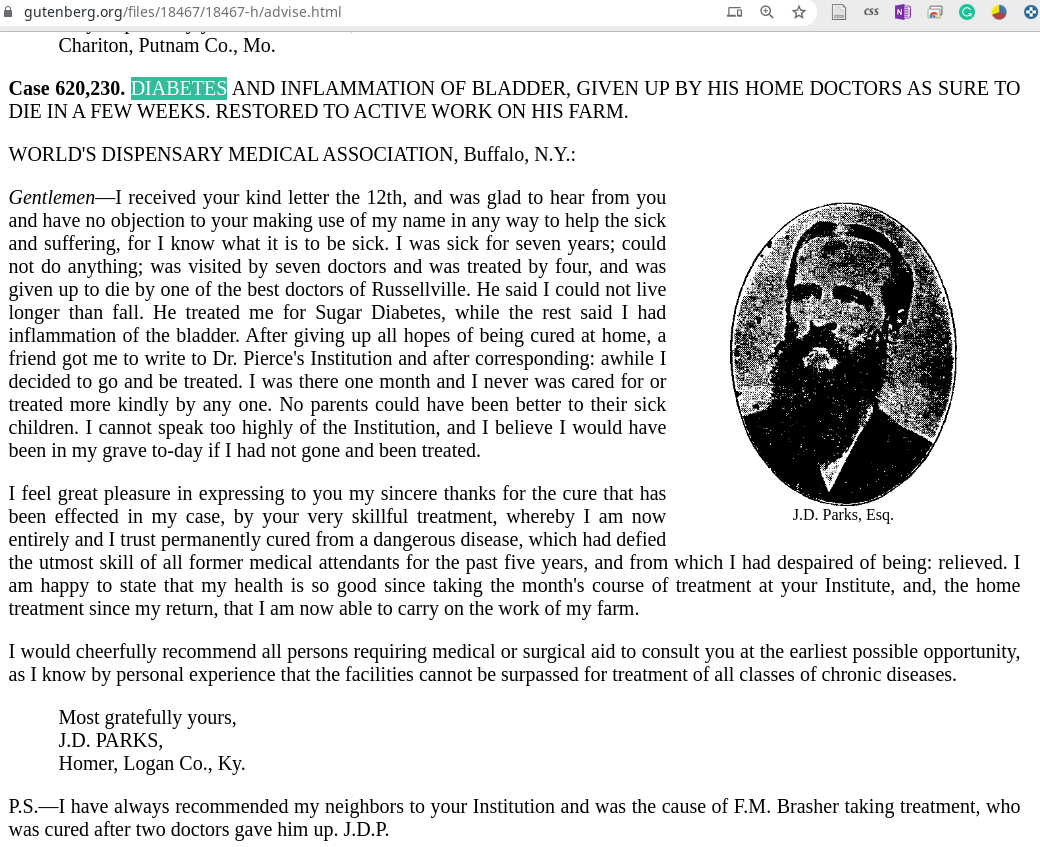 gutenberg.org/files/18467/18467-h/advise.html
css
Chariton, Putnam Co., Mo.
Case 620,230. DIABETES AND INFLAMMATION OF BLADDER, GIVEN UP BY HIS HOME DOCTORS AS SURE TO
DIE IN A FEW WEEKS. RESTORED TO ACTIVE WORK ON HIS FARM.
WORLD'S DISPENSARY MEDICAL ASSOCIATION, Buffalo, N.Y.:
Gentlemen—I received your kind letter the 12th, and was glad to hear from you
and have no objection to your making use of my name in any way to help the sick
and suffering, for I know what it is to be sick. I was sick for seven years; could
not do anything; was visited by seven doctors and was treated by four, and was
given up to die by one of the best doctors of Russellville. He said I could not live
longer than fall. He treated me for Sugar Diabetes, while the rest said I had
inflammation of the bladder. After giving up all hopes of being cured at home, a
friend got me to write to Dr. Pierce's Institution and after corresponding: awhile I
decided to go and be treated. I was there one month and I never was cared for or
treated more kindly by any one. No parents could have been better to their sick
children. I cannot speak too highly of the Institution, and I believe I would have
been in my grave to-day if I had not gone and been treated.
J.D. Parks, Esq.
I feel great pleasure in expressing to you my sincere thanks for the cure that has
been effected in my case, by your very skillful treatment, whereby I am now
entirely and I trust permanently cured from a dangerous disease, which had defied
the utmost skill of all former medical attendants for the past five years, and from which I had despaired of being: relieved. I
am happy to state that my health is so good since taking the month's course of treatment at your Institute, and, the home
treatment since my return, that I am now able to carry on the work of my farm.
I would cheerfully recommend all persons requiring medical or surgical aid to consult you at the earliest possible opportunity,
as I know by personal experience that the facilities cannot be surpassed for treatment of all classes of chronic diseases.
Most gratefully yours,
J.D. PARKS,
Homer, Logan Co., Ky.
P.S.—I have always recommended my neighbors to your Institution and was the cause of F.M. Brasher taking treatment, who
was cured after two doctors gave him up. J.D.P.